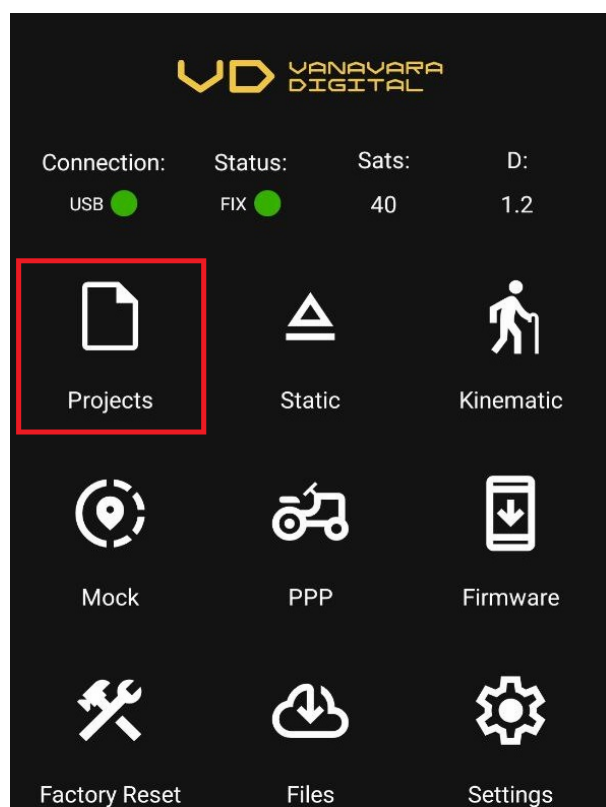 VD VANAVARA
DIGITAL
Connection: Status: Sats: D:
USB FIX 40 1.2
Projects Static Kinematic
Mock PPP Firmware
Factory Reset Files Settings